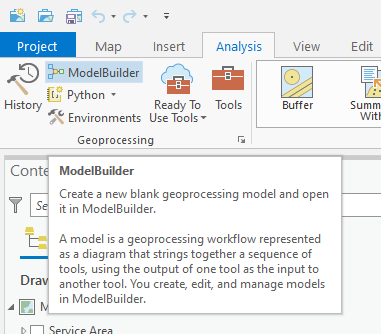 Project Map Insert Analysis View Edit
ModelBuilder
Python
Environments
History
Ready To
Use Tools
Tools
Buffer
Summ
With
Geoprocessing
Conte
Se
ModelBuilder
Create a new blank geoprocessing model and open
it in ModelBuilder.
A model is a geoprocessing workflow represented
as a diagram that strings together a sequence of
tools, using the output of one tool as the input to
another tool. You create, edit, and manage models
in ModelBuilder.
Draw
M
Service Area